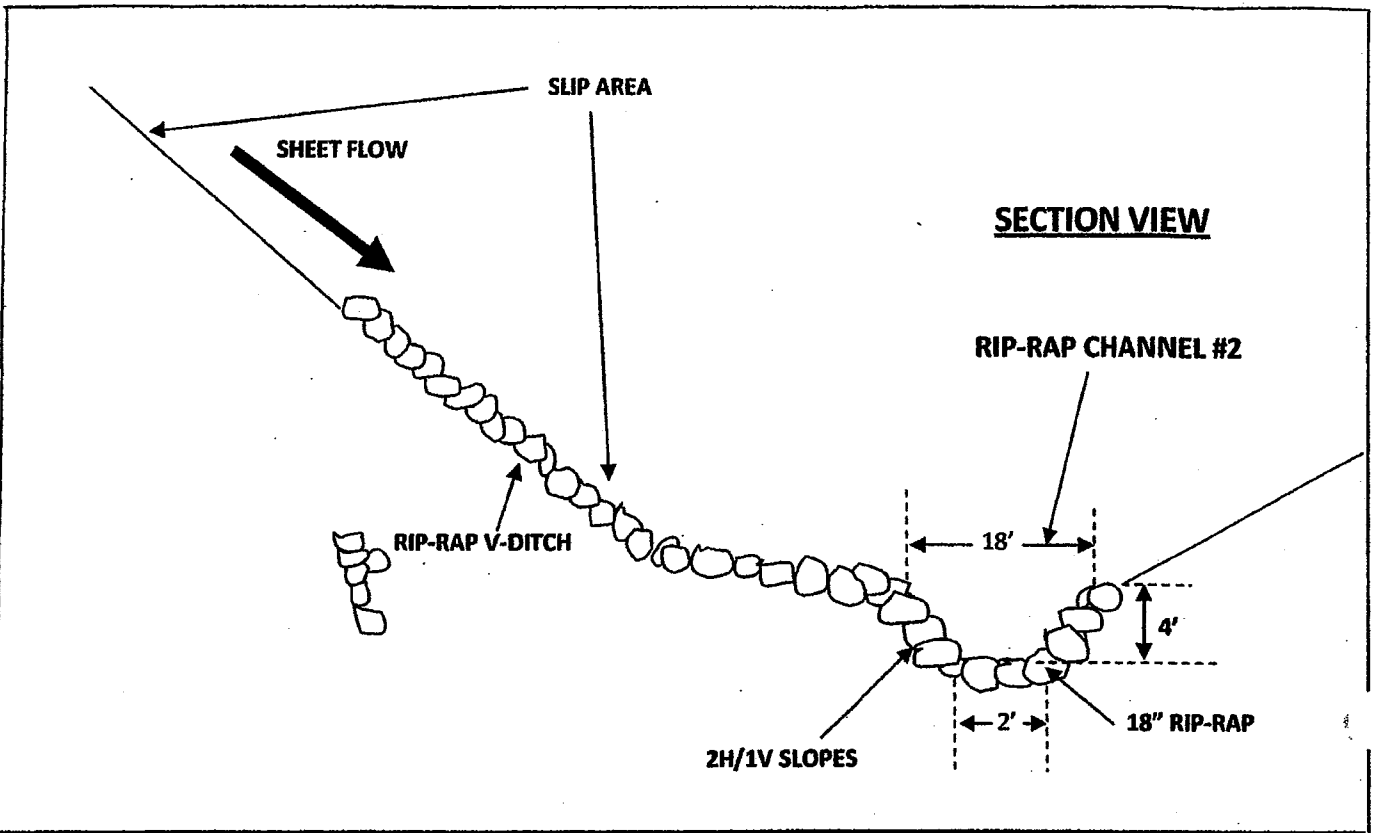 SLIP AREA
SHEET FLOW
SECTION VIEW
RIP-RAP CHANNEL #2
RIP-RAP V-DITCH
18'
4'
2'
18" RIP-RAP
2H/1V SLOPES